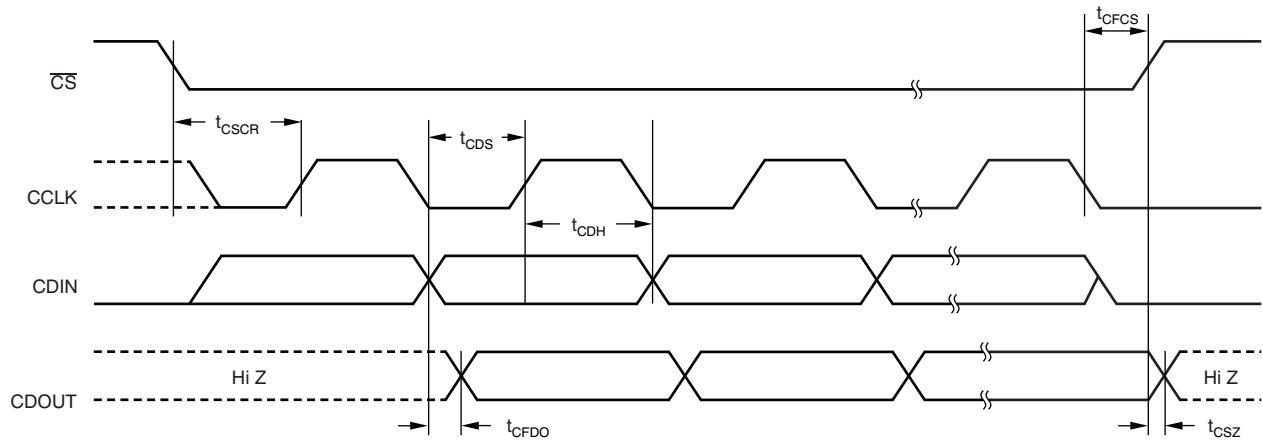 tCFCS
CS
tCSCR
tCDS
CCLK
tCDH
CDIN
Hi Z
Hi Z
CDOUT
tCFDO
tCSZ